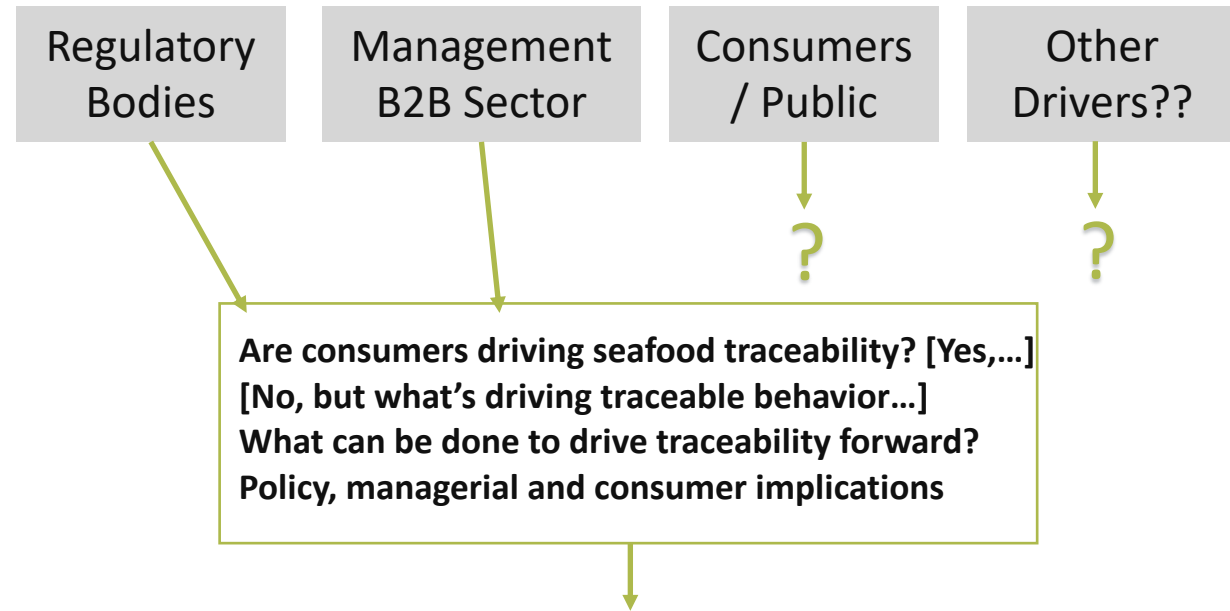 Regulatory
Bodies
Management
B2B Sector
Consumers
/ Public
Other
Drivers??
?
?
Are consumers driving seafood traceability? [Yes,…]
[No, but what’s driving traceable behavior…]
What can be done to drive traceability forward?
Policy, managerial and consumer implications